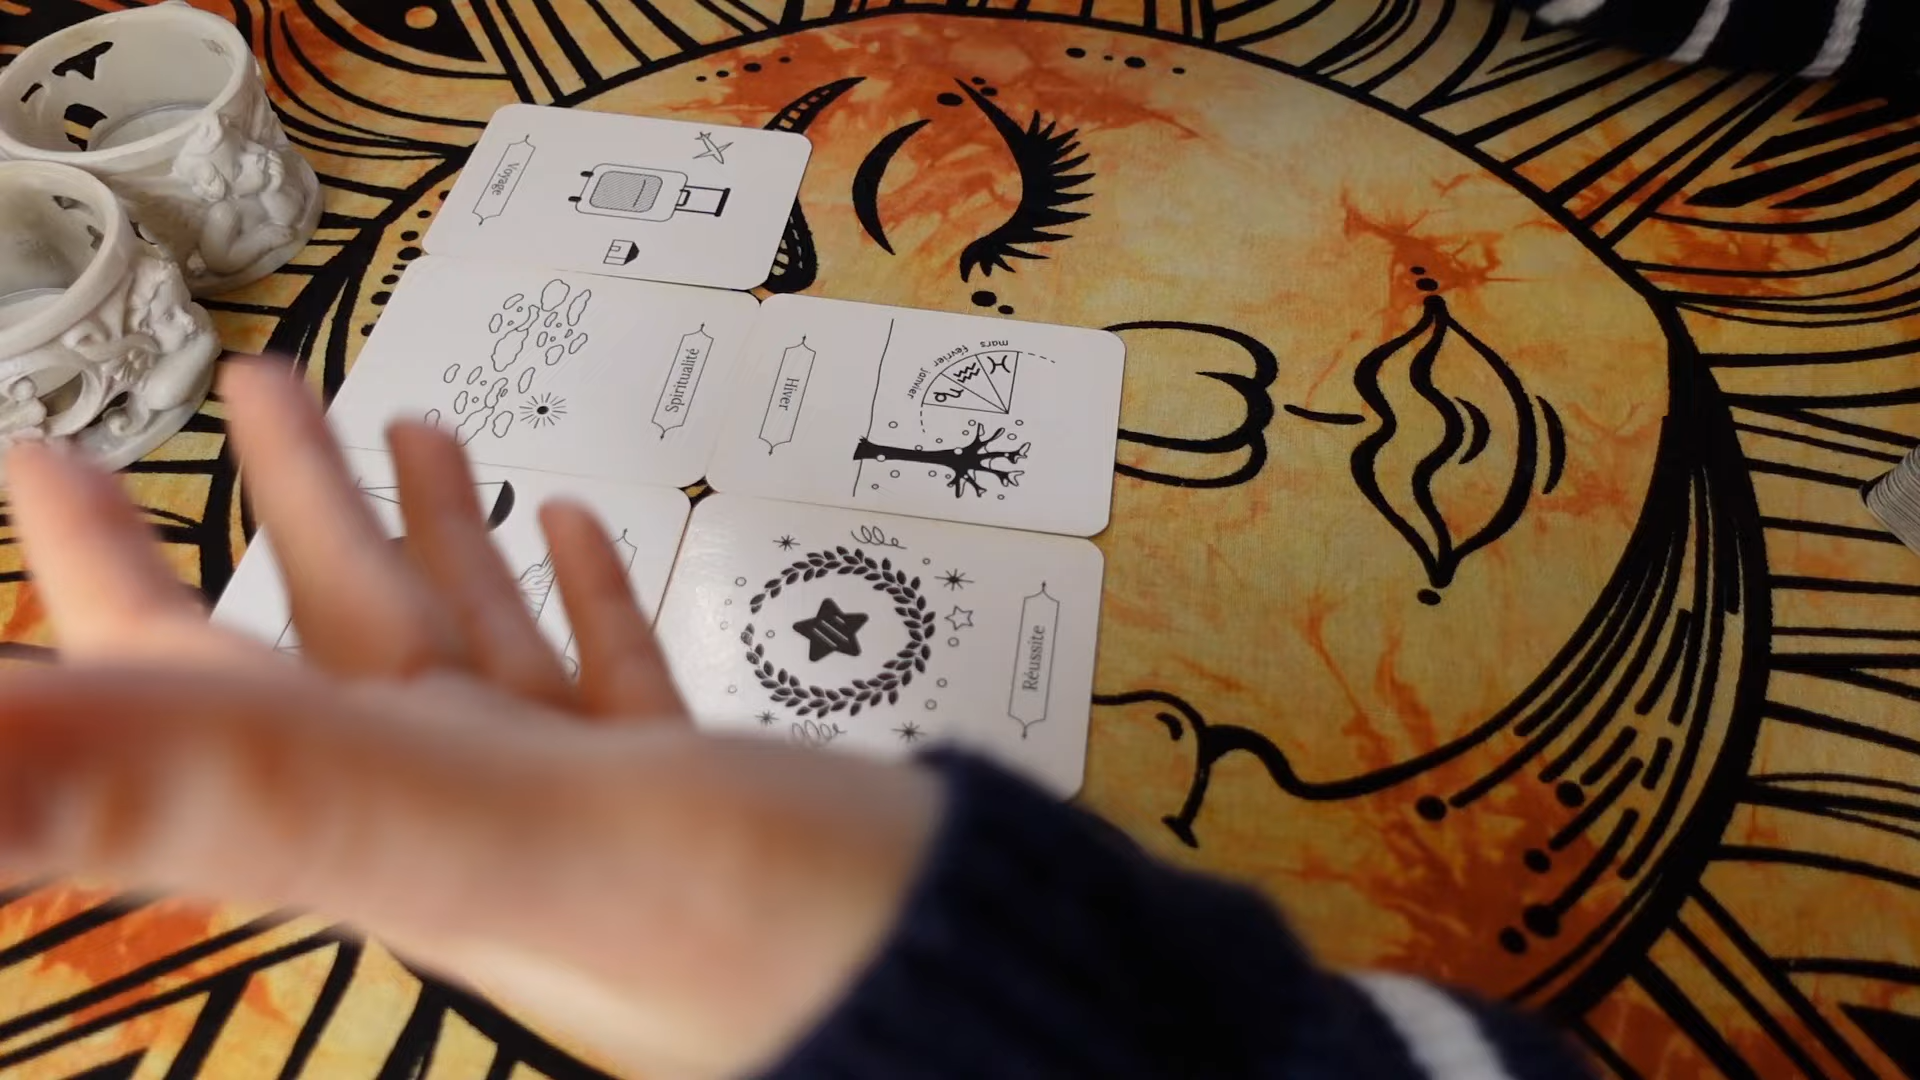 Voyage
Spiritualité
Hiver
mars
février
janvier
Réussite